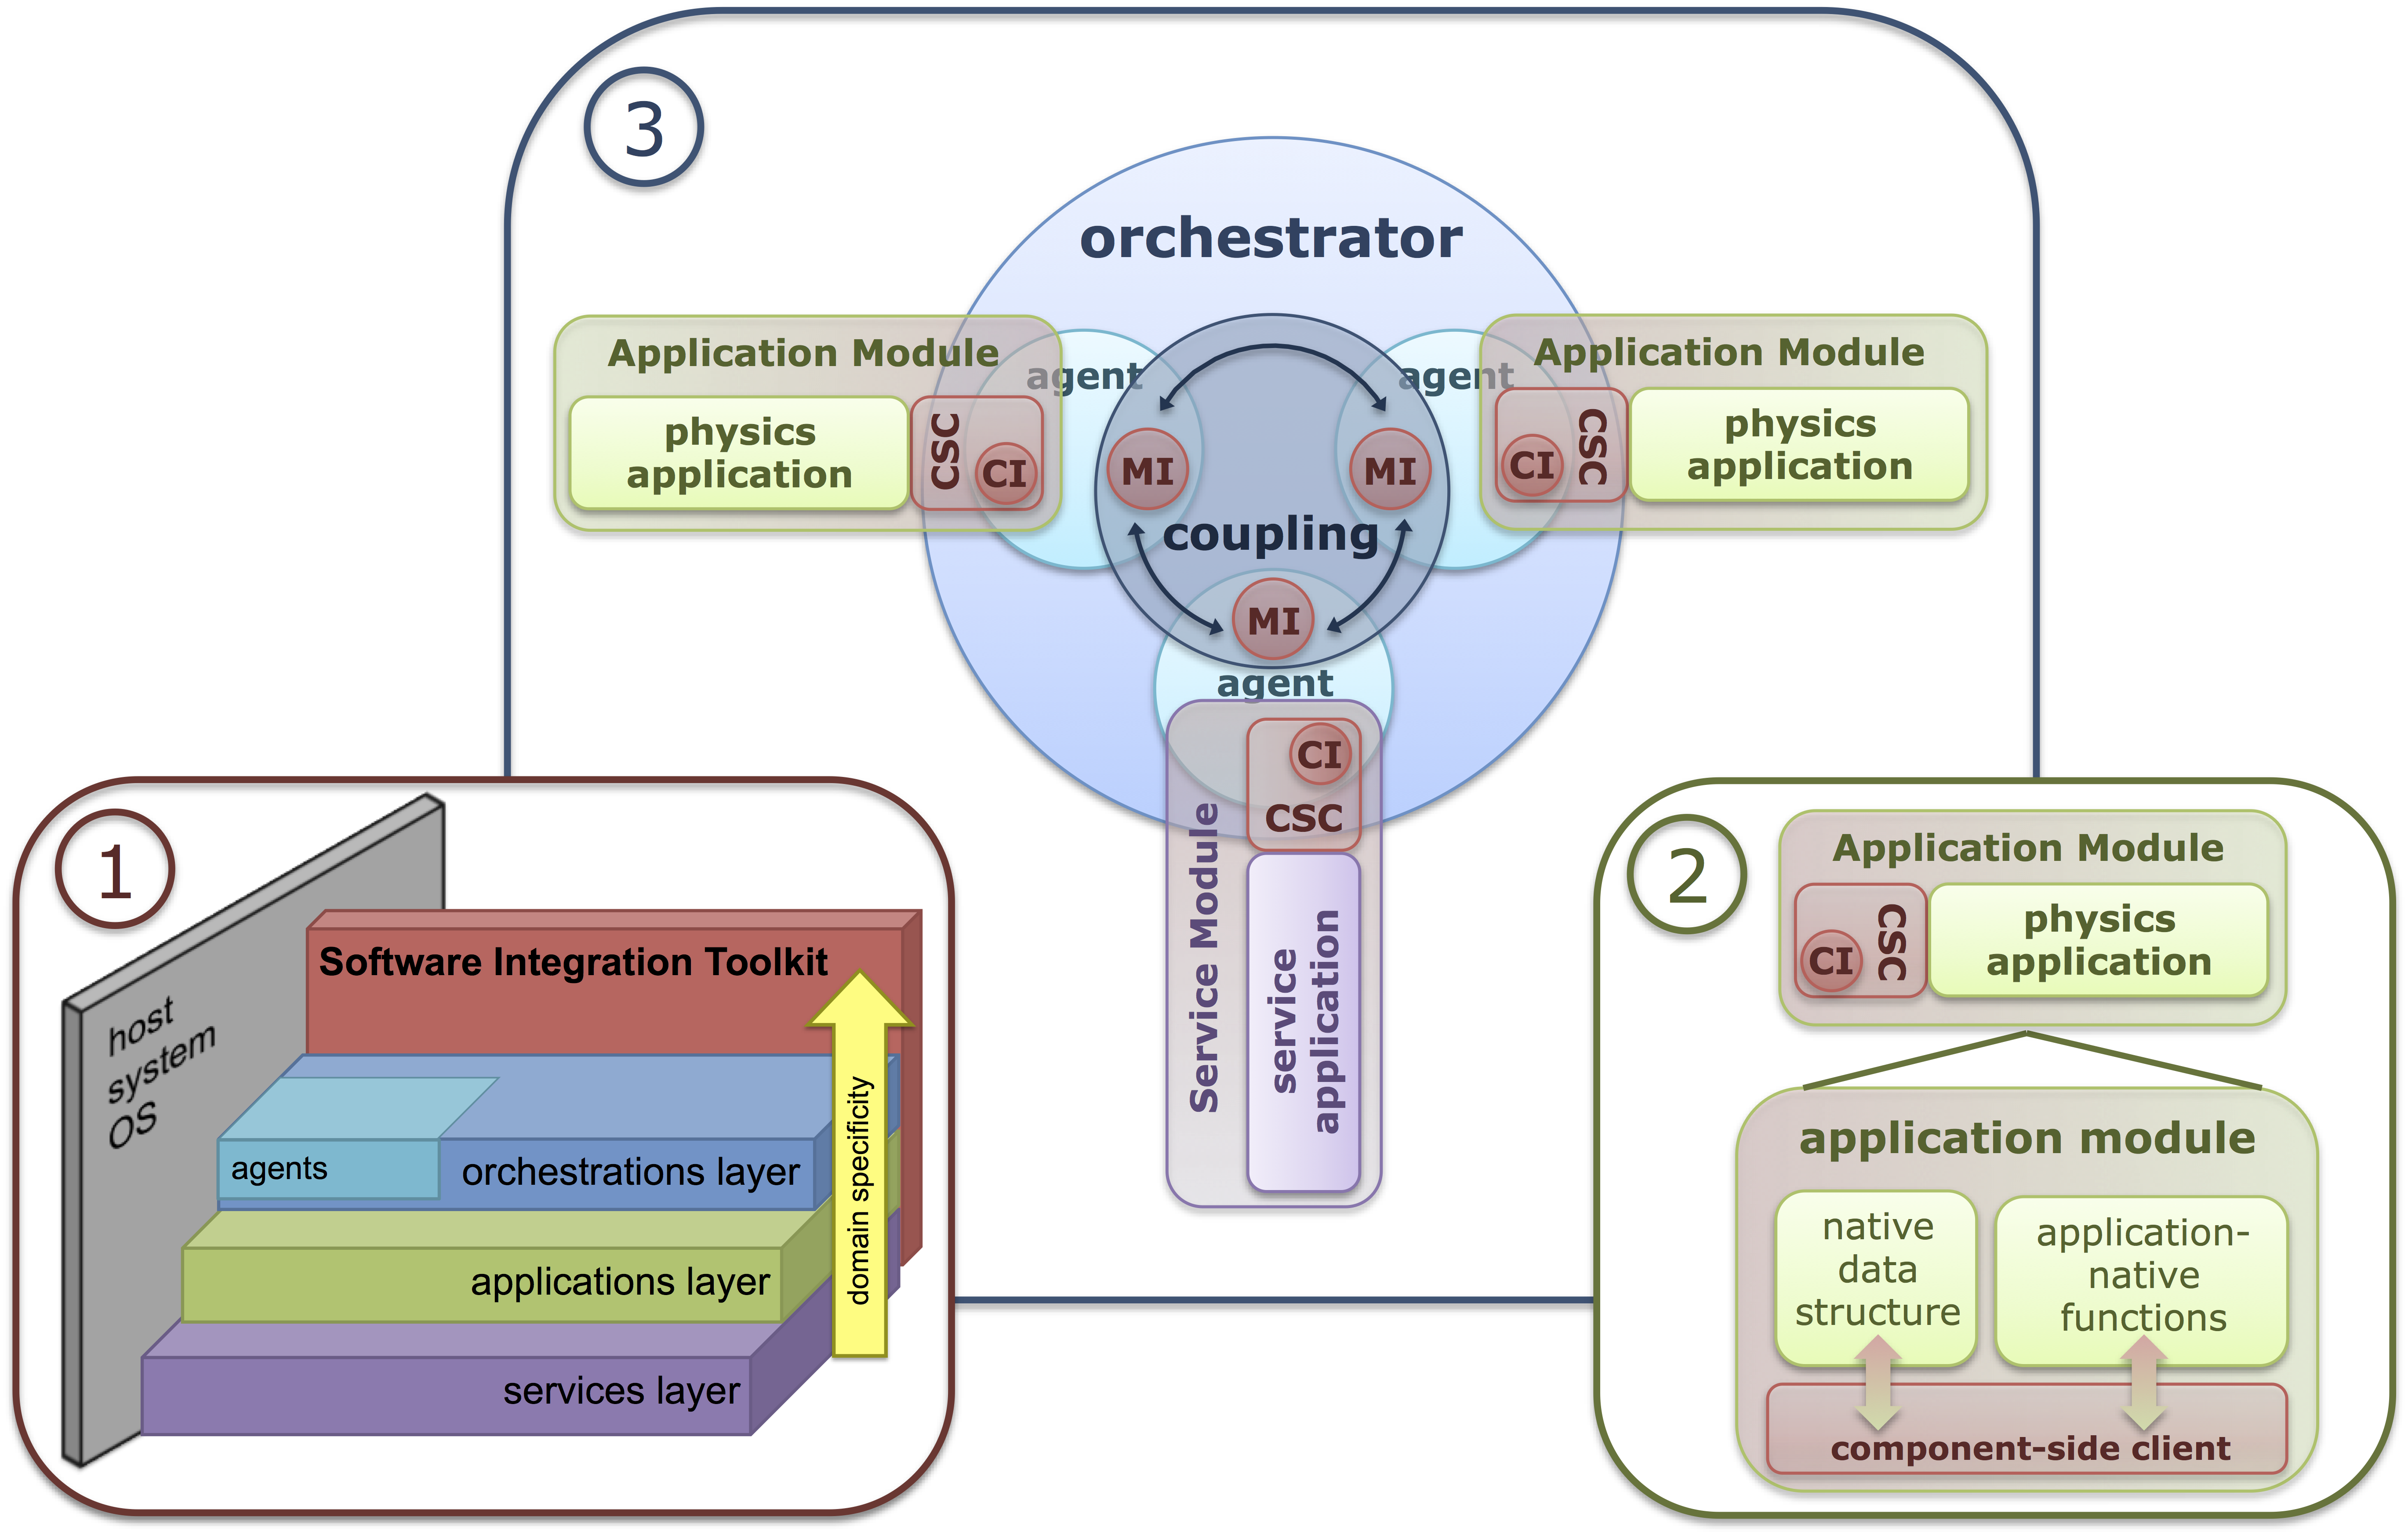 3
orchestrator
Application Module
agent
physics
application
CSC
CI
MI
MI
agent
Application Module
CI
CSC
physics
application
coupling
MI
agent
CI
CSC
Service Module
service
application
1
host
system
OS
Software Integration Toolkit
agents
orchestrations layer
applications layer
services layer
domain specificity
2
Application Module
CI
CSC
physics
application
application module
native
data
structure
application-
native
functions
component-side client